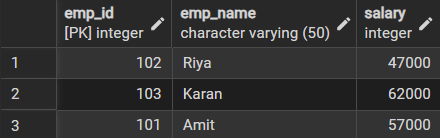 emp_id emp_name salary
[PK] integer character varying (50) integer
1 102 Riya 47000
2 103 Karan 62000
3 101 Amit 57000